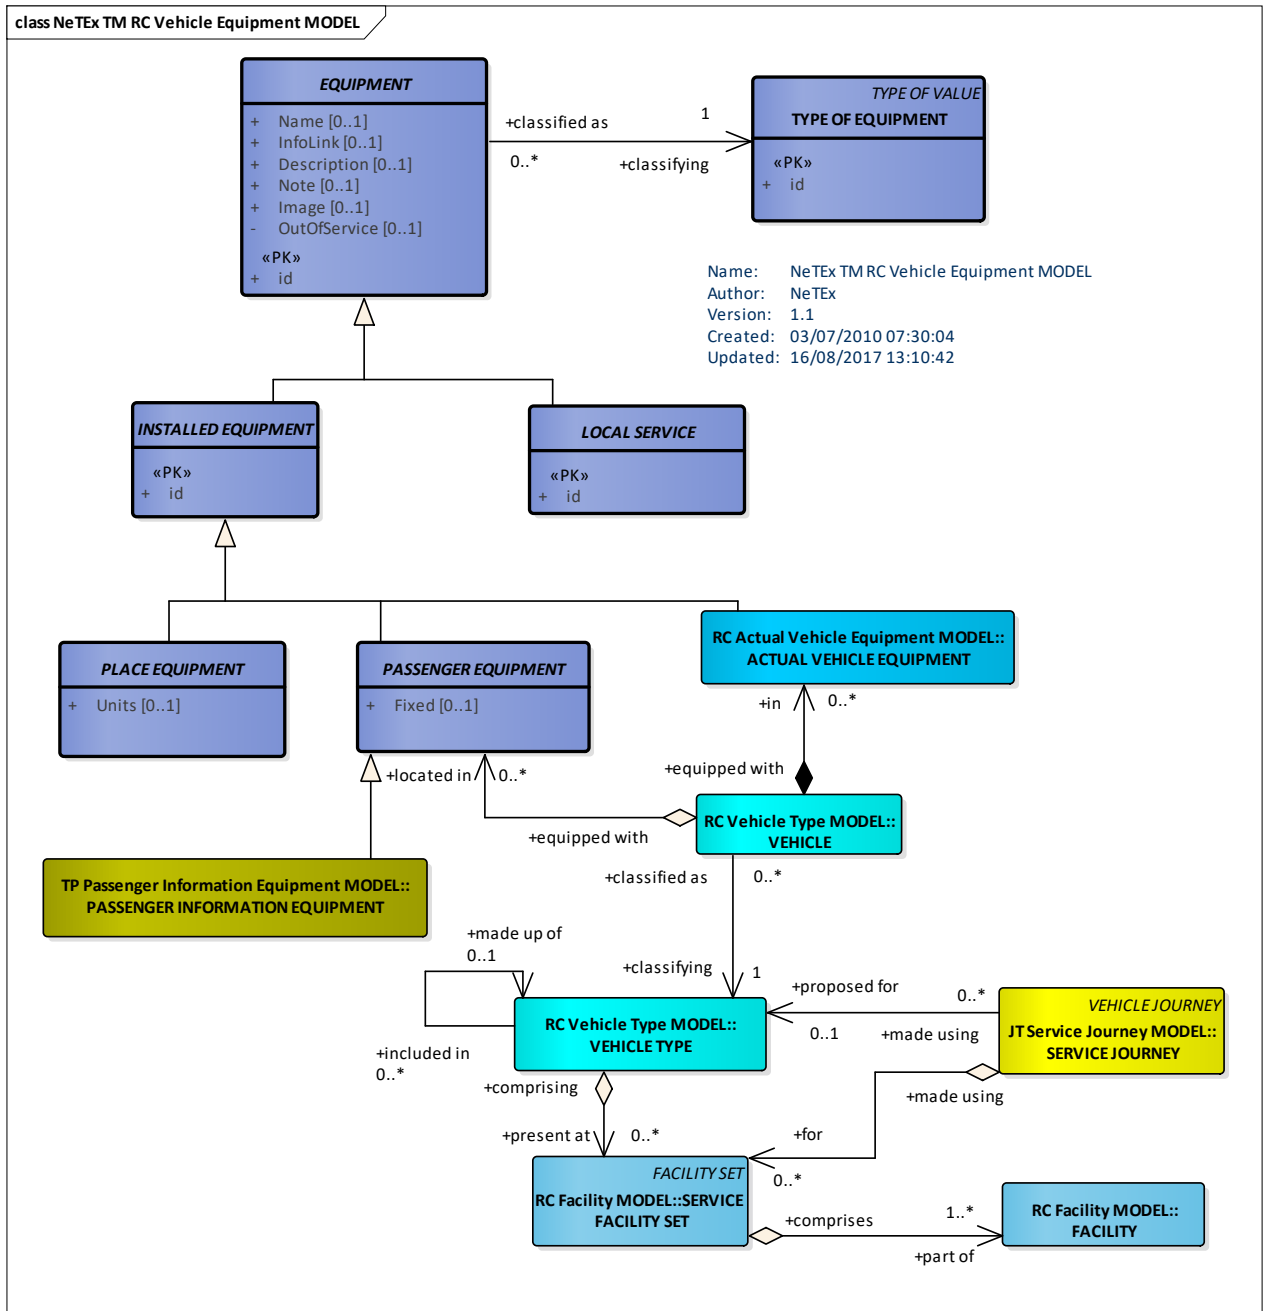 class NeTEx TM RC Vehicle Equipment MODEL
EQUIPMENT
+ Name [0..1]
+ InfoLink [0..1]
+ Description [0..1]
+ Note [0..1]
+ Image [0..1]
- OutOfService [0..1]
«PK»
+ id
+classified as
0..*
1
+classifying
TYPE OF VALUE
TYPE OF EQUIPMENT
«PK»
+ id
Name: NeTEx TM RC Vehicle Equipment MODEL
Author: NeTEx
Version: 1.1
Created: 03/07/2010 07:30:04
Updated: 16/08/2017 13:10:42
INSTALLED EQUIPMENT
«PK»
+ id
LOCAL SERVICE
«PK»
+ id
PLACE EQUIPMENT
+ Units [0..1]
PASSENGER EQUIPMENT
+ Fixed [0..1]
RC Actual Vehicle Equipment MODEL::
ACTUAL VEHICLE EQUIPMENT
+in
0..*
+equipped with
+located in
0..*
+equipped with
RC Vehicle Type MODEL::
VEHICLE
TP Passenger Information Equipment MODEL::
PASSENGER INFORMATION EQUIPMENT
+classified as
0..*
+classifying
1
+made up of
0..1
+included in
0..*
RC Vehicle Type MODEL::
VEHICLE TYPE
+proposed for
0..1
0..*
+made using
VEHICLE JOURNEY
JT Service Journey MODEL::
SERVICE JOURNEY
+comprising
+present at
0..*
+made using
+for
0..*
FACILITY SET
RC Facility MODEL::SERVICE
FACILITY SET
+comprises
1..*
+part of
RC Facility MODEL::
FACILITY